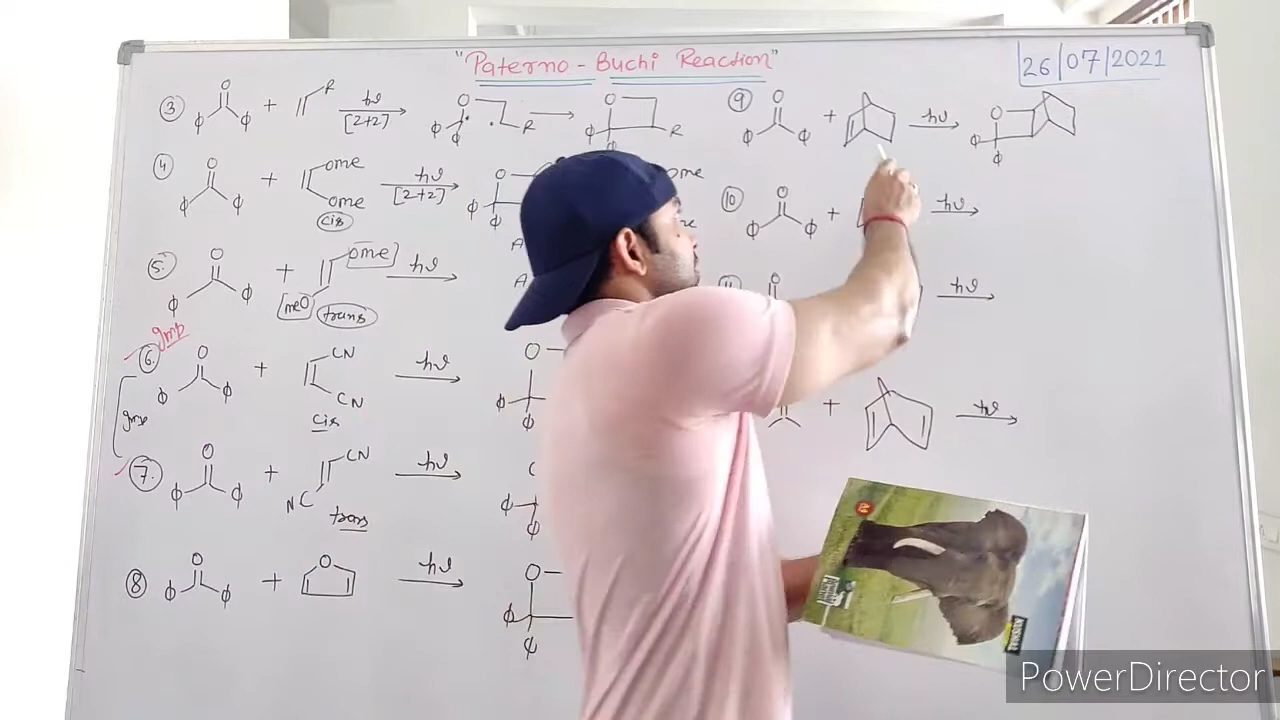 "Paterno-Buchi Reaction"
26/07/2021
③ O ϕ ϕ + R hν [2+2] O ϕ ϕ R O ϕ ϕ R
④ O ϕ ϕ + OMe OMe cis hν [2+2] O ϕ ϕ OMe
⑤ O ϕ ϕ + OMe MeO trans hν
Imp
⑥ O ϕ ϕ + CN CN cis hν O ϕ ϕ
Imp
⑦ O ϕ ϕ + CN NC trans hν ϕ ϕ
⑧ O ϕ ϕ + O hν O ϕ ϕ
⑨ O ϕ ϕ + hν O ϕ ϕ
⑩ O ϕ ϕ + hν
O hν
+ hν
PowerDirector